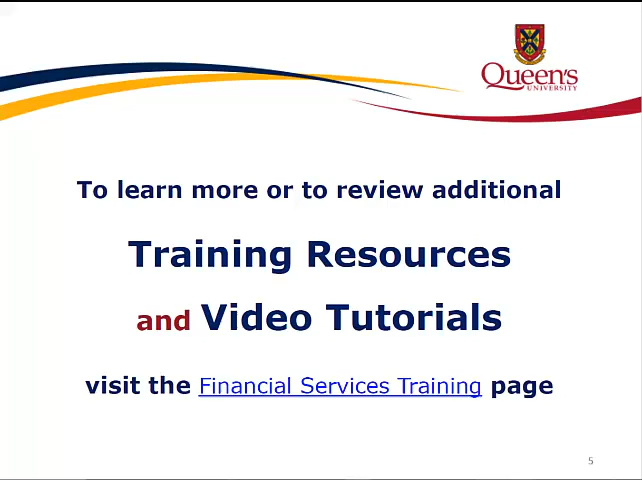 Queen's
UNIVERSITY
To learn more or to review additional
Training Resources
and Video Tutorials
visit the Financial Services Training page
5